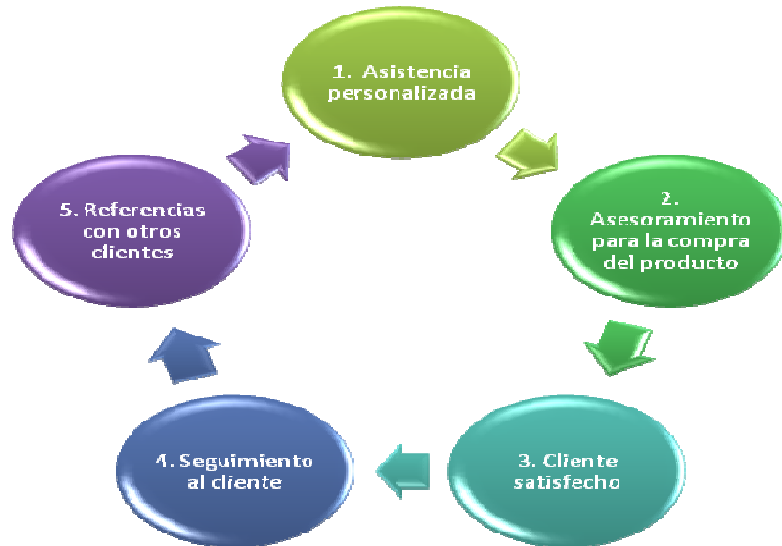 1. Asistencia
personalizada
2.
Asesoramiento
para la compra
del producto
3. Cliente
satisfecho
4. Seguimiento
al cliente
5. Referencias
con otros
clientes